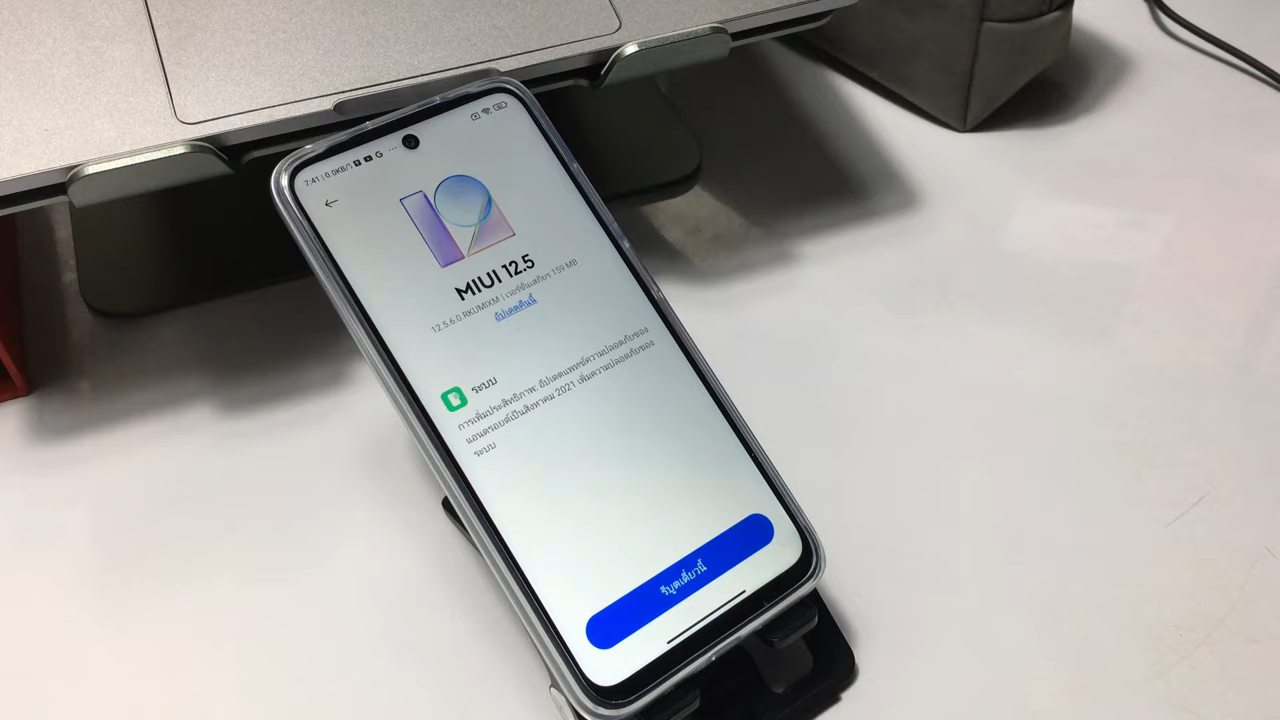 7:41 | 0.0KB/
MIUI 12.5
12.5.6.0.RKUMIXM | เวอร์ชันเสถียร 159 MB
อัปเดตคืนนี้
ระบบ
การเพิ่มประสิทธิภาพ: อัปเดตแพทช์ความปลอดภัยของ
แอนดรอยด์เป็นสิงหาคม 2021 เพิ่มความปลอดภัยของ
ระบบ
รีบูตเดี๋ยวนี้